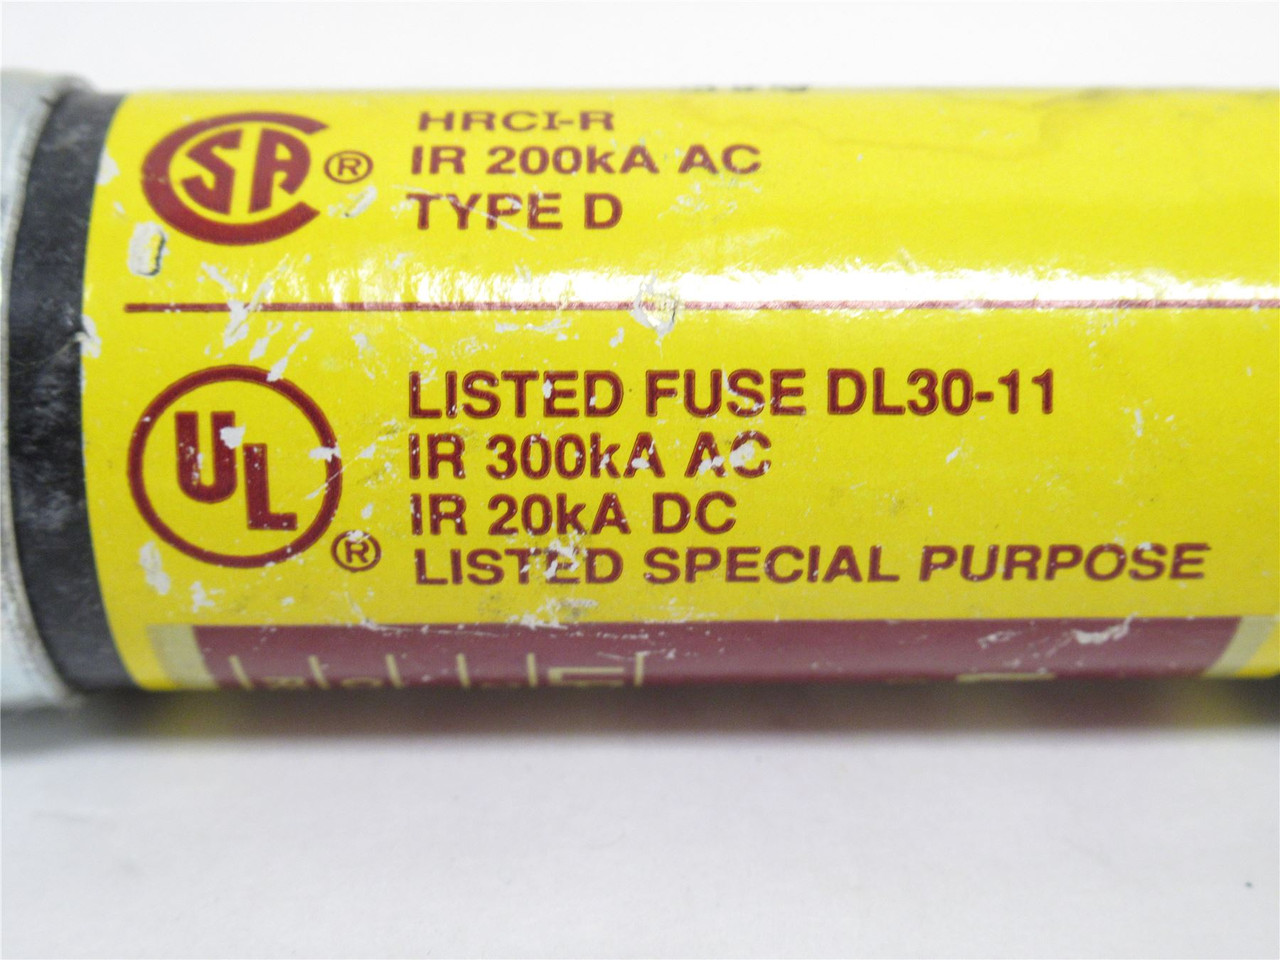 SA ® HRCI-R
IR 200kA AC
TYPE D
UL ® LISTED FUSE DL30-11
IR 300kA AC
IR 20kA DC
LISTED SPECIAL PURPOSE